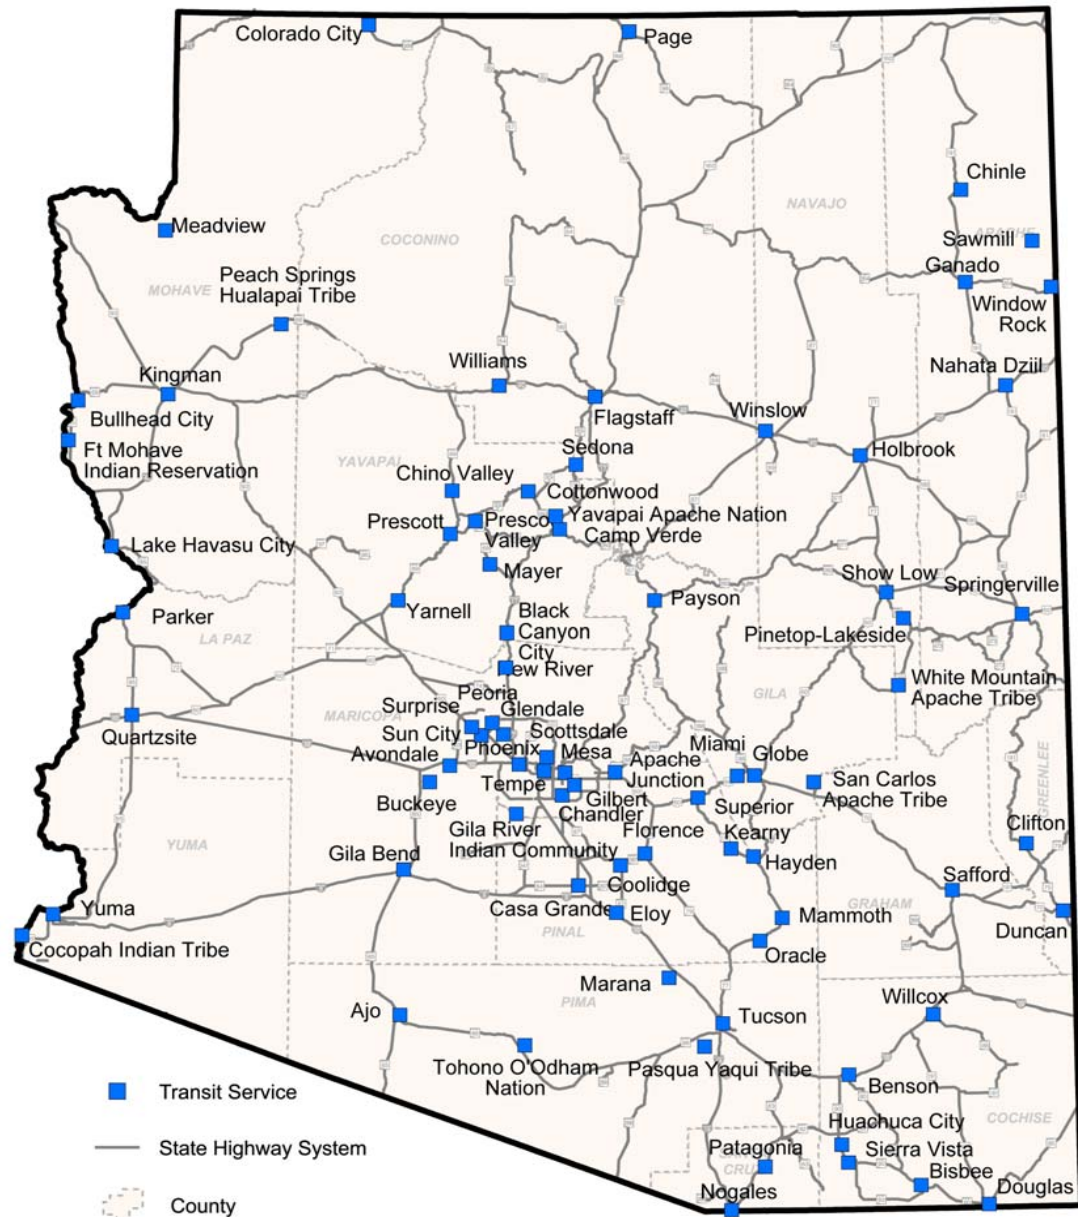 Colorado City
Page
Chinle
NAVAJO
Meadview
COCONINO
Sawmill
APACHE
Peach Springs
Hualapai Tribe
Ganado
MOHAVE
Window
Rock
Williams
Nahata Dziil
Kingman
Bullhead City
Flagstaff
Winslow
Ft Mohave
Indian Reservation
Sedona
Holbrook
YAVAPAI
Chino Valley
Cottonwood
Prescott
Presco
Valley
Yavapai Apache Nation
Camp Verde
Lake Havasu City
Mayer
Show Low
Springerville
Yarnell
Payson
Parker
Black
Canyon
City
Pinetop-Lakeside
LA PAZ
New River
White Mountain
Apache Tribe
GILA
Peoria
Surprise
Glendale
MARICOPA
Sun City
Scottsdale
Quartzsite
Phoenix
Mesa
Miami
Globe
Avondale
Apache
Junction
GREENLEE
Tempe
San Carlos
Apache Tribe
Buckeye
Gilbert
Chandler
Superior
Gila River
Indian Community
Florence
Kearny
Clifton
YUMA
Gila Bend
Hayden
Safford
Coolidge
Casa Grande
Eloy
GRAHAM
Yuma
Mammoth
Duncan
PINAL
Cocopah Indian Tribe
Oracle
Marana
Willcox
PIMA
Ajo
Tucson
Tohono O'Odham
Nation
Pasqua Yaqui Tribe
Benson
Transit Service
Huachuca City
COCHISE
State Highway System
Patagonia
Sierra Vista
CRUZ
Bisbee
Nogales
Douglas
County